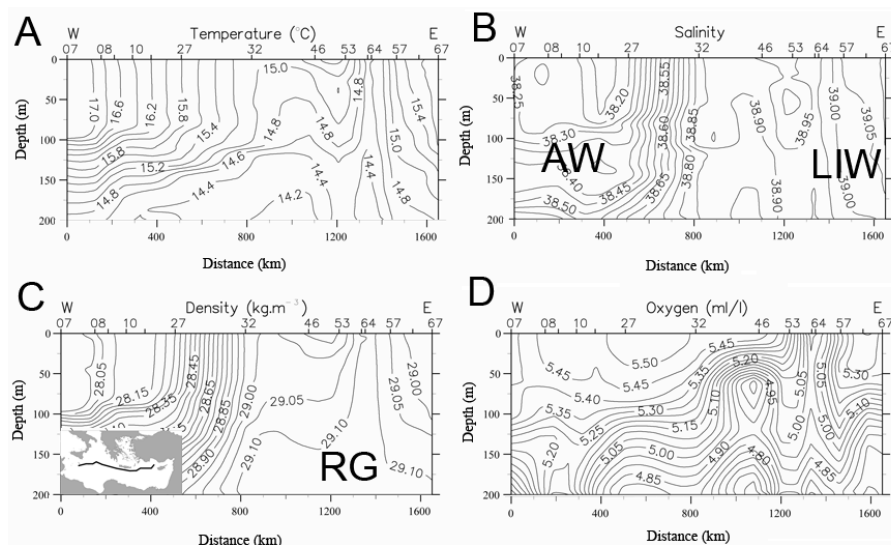 A
Temperature (°C)
W E
07 08 10 27 32 46 53 64 57 67
Depth (m)
0
50
100
150
200
17.0 16.6 16.2 15.8 15.4 15.0 14.8 15.4
15.8 15.2 14.8 14.6 14.8 14.8 15.0
14.8 14.4 14.2 14.4 14.4
0 400 800 1200 1600
Distance (km)
B
Salinity
W E
07 08 10 27 32 46 53 64 57 67
Depth (m)
0
50
100
150
200
38.25 38.20 38.55 39.00 39.05
38.30 38.60 38.85 38.90 38.95
AW LIW
38.40 38.45 38.65 38.80
38.50 38.90 39.00
0 400 800 1200 1600
Distance (km)
C
Density (kg.m⁻³)
W E
07 08 10 27 32 46 53 64 57 67
Depth (m)
0
50
100
150
200
28.05 28.15 28.45
28.35 28.65 28.85 29.00 29.05 29.05
28.90 29.10 29.10 29.10
RG
0 400 800 1200 1600
Distance (km)
D
Oxygen (ml/l)
W E
07 08 10 27 32 46 53 64 57 67
Depth (m)
0
50
100
150
200
5.45 5.50 5.45 5.45
5.40 5.45 5.35 5.20 4.95 5.05 5.05 5.30
5.35 5.30 5.10 5.10
5.25 5.15 5.00 5.00
5.20 5.05 5.00 4.90 4.80 4.85
4.85
0 400 800 1200 1600
Distance (km)